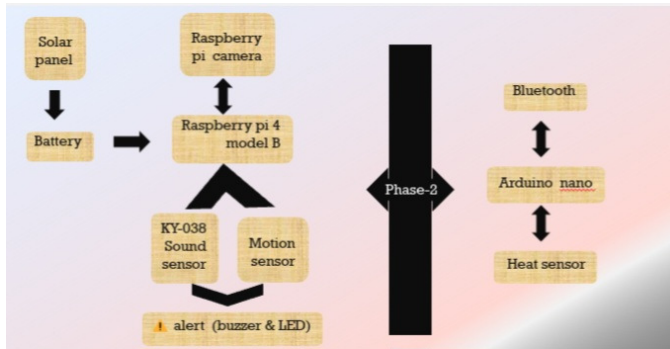 Solar
panel
Raspberry
pi camera
Battery
Raspberry pi 4
model B
KY-038
Sound
sensor
Motion
sensor
⚠ alert (buzzer & LED)
Phase-2
Bluetooth
Arduino nano
Heat sensor